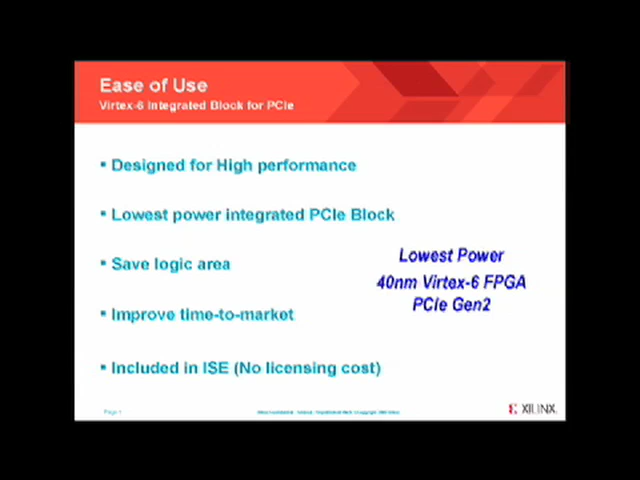 Ease of Use
Virtex-6 Integrated Block for PCIe
▪ Designed for High performance
▪ Lowest power integrated PCIe Block
▪ Save logic area
▪ Improve time-to-market
▪ Included in ISE (No licensing cost)
Lowest Power
40nm Virtex-6 FPGA
PCIe Gen2
Page
XILINX